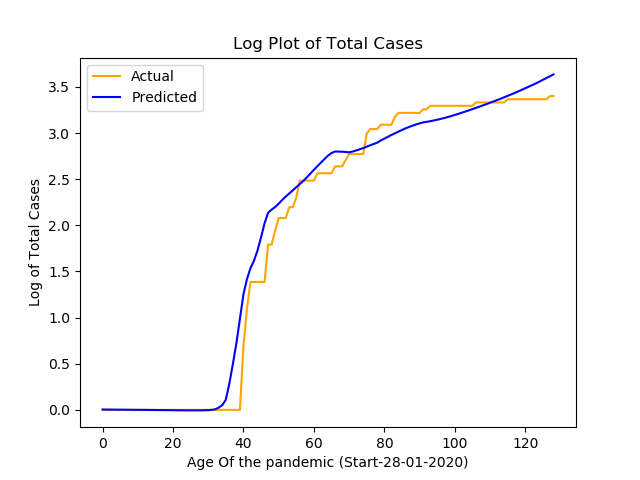 Log Plot of Total Cases
Actual
Predicted
Log of Total Cases
3.5
3.0
2.5
2.0
1.5
1.0
0.5
0.0
0 20 40 60 80 100 120
Age Of the pandemic (Start-28-01-2020)